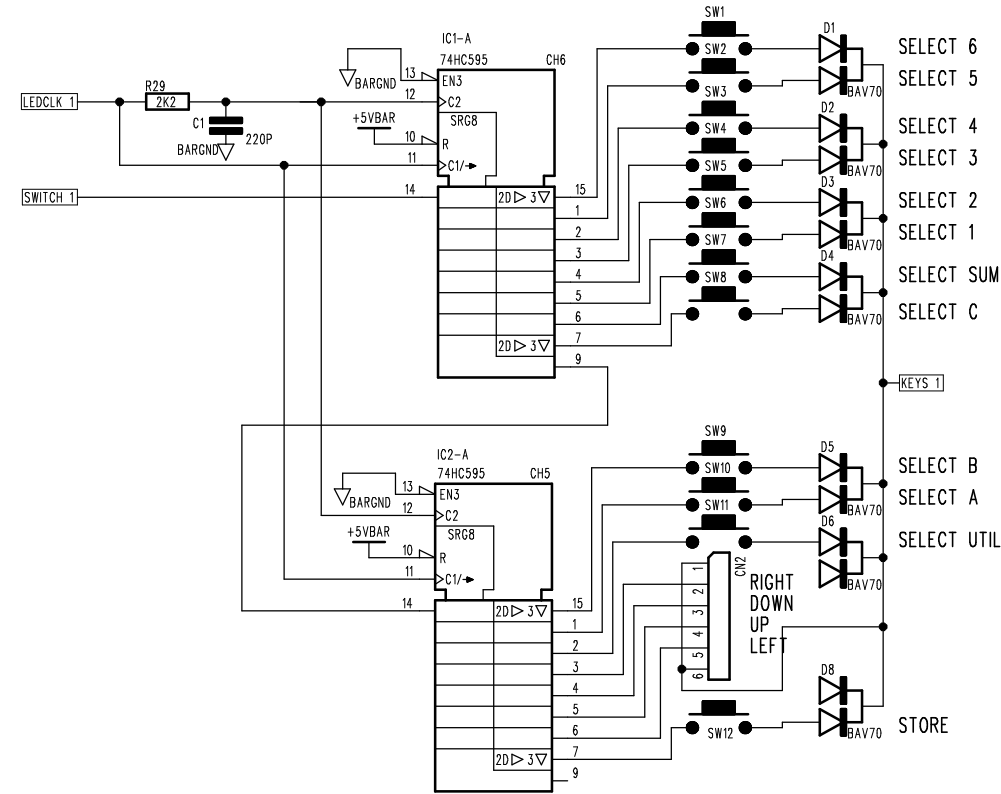 SW1
D1
SELECT 6
IC1-A
74HC595
CH6
SW2
BARGND
13
EN3
SW3
BAV70
SELECT 5
R29
LEDCLK 1
2K2
12
C2
D2
C1
220P
+5VBAR
SRG8
SW4
SELECT 4
BARGND
10
R
11
C1/→
SW5
BAV70
SELECT 3
SWITCH 1
14
2D▷ 3▽
15
D3
SW6
SELECT 2
1
2
SW7
BAV70
SELECT 1
3
D4
4
SW8
SELECT SUM
5
6
BAV70
SELECT C
2D▷ 3▽
7
9
KEYS 1
SW9
D5
IC2-A
74HC595
CH5
SW10
SELECT B
BARGND
13
EN3
SW11
BAV70
SELECT A
12
C2
D6
+5VBAR
SRG8
SELECT UTIL
10
R
CN2
11
C1/→
1
RIGHT
BAV70
14
2D▷ 3▽
15
2
DOWN
1
3
UP
2
4
LEFT
3
5
4
6
D8
5
6
SW12
BAV70
STORE
2D▷ 3▽
7
9